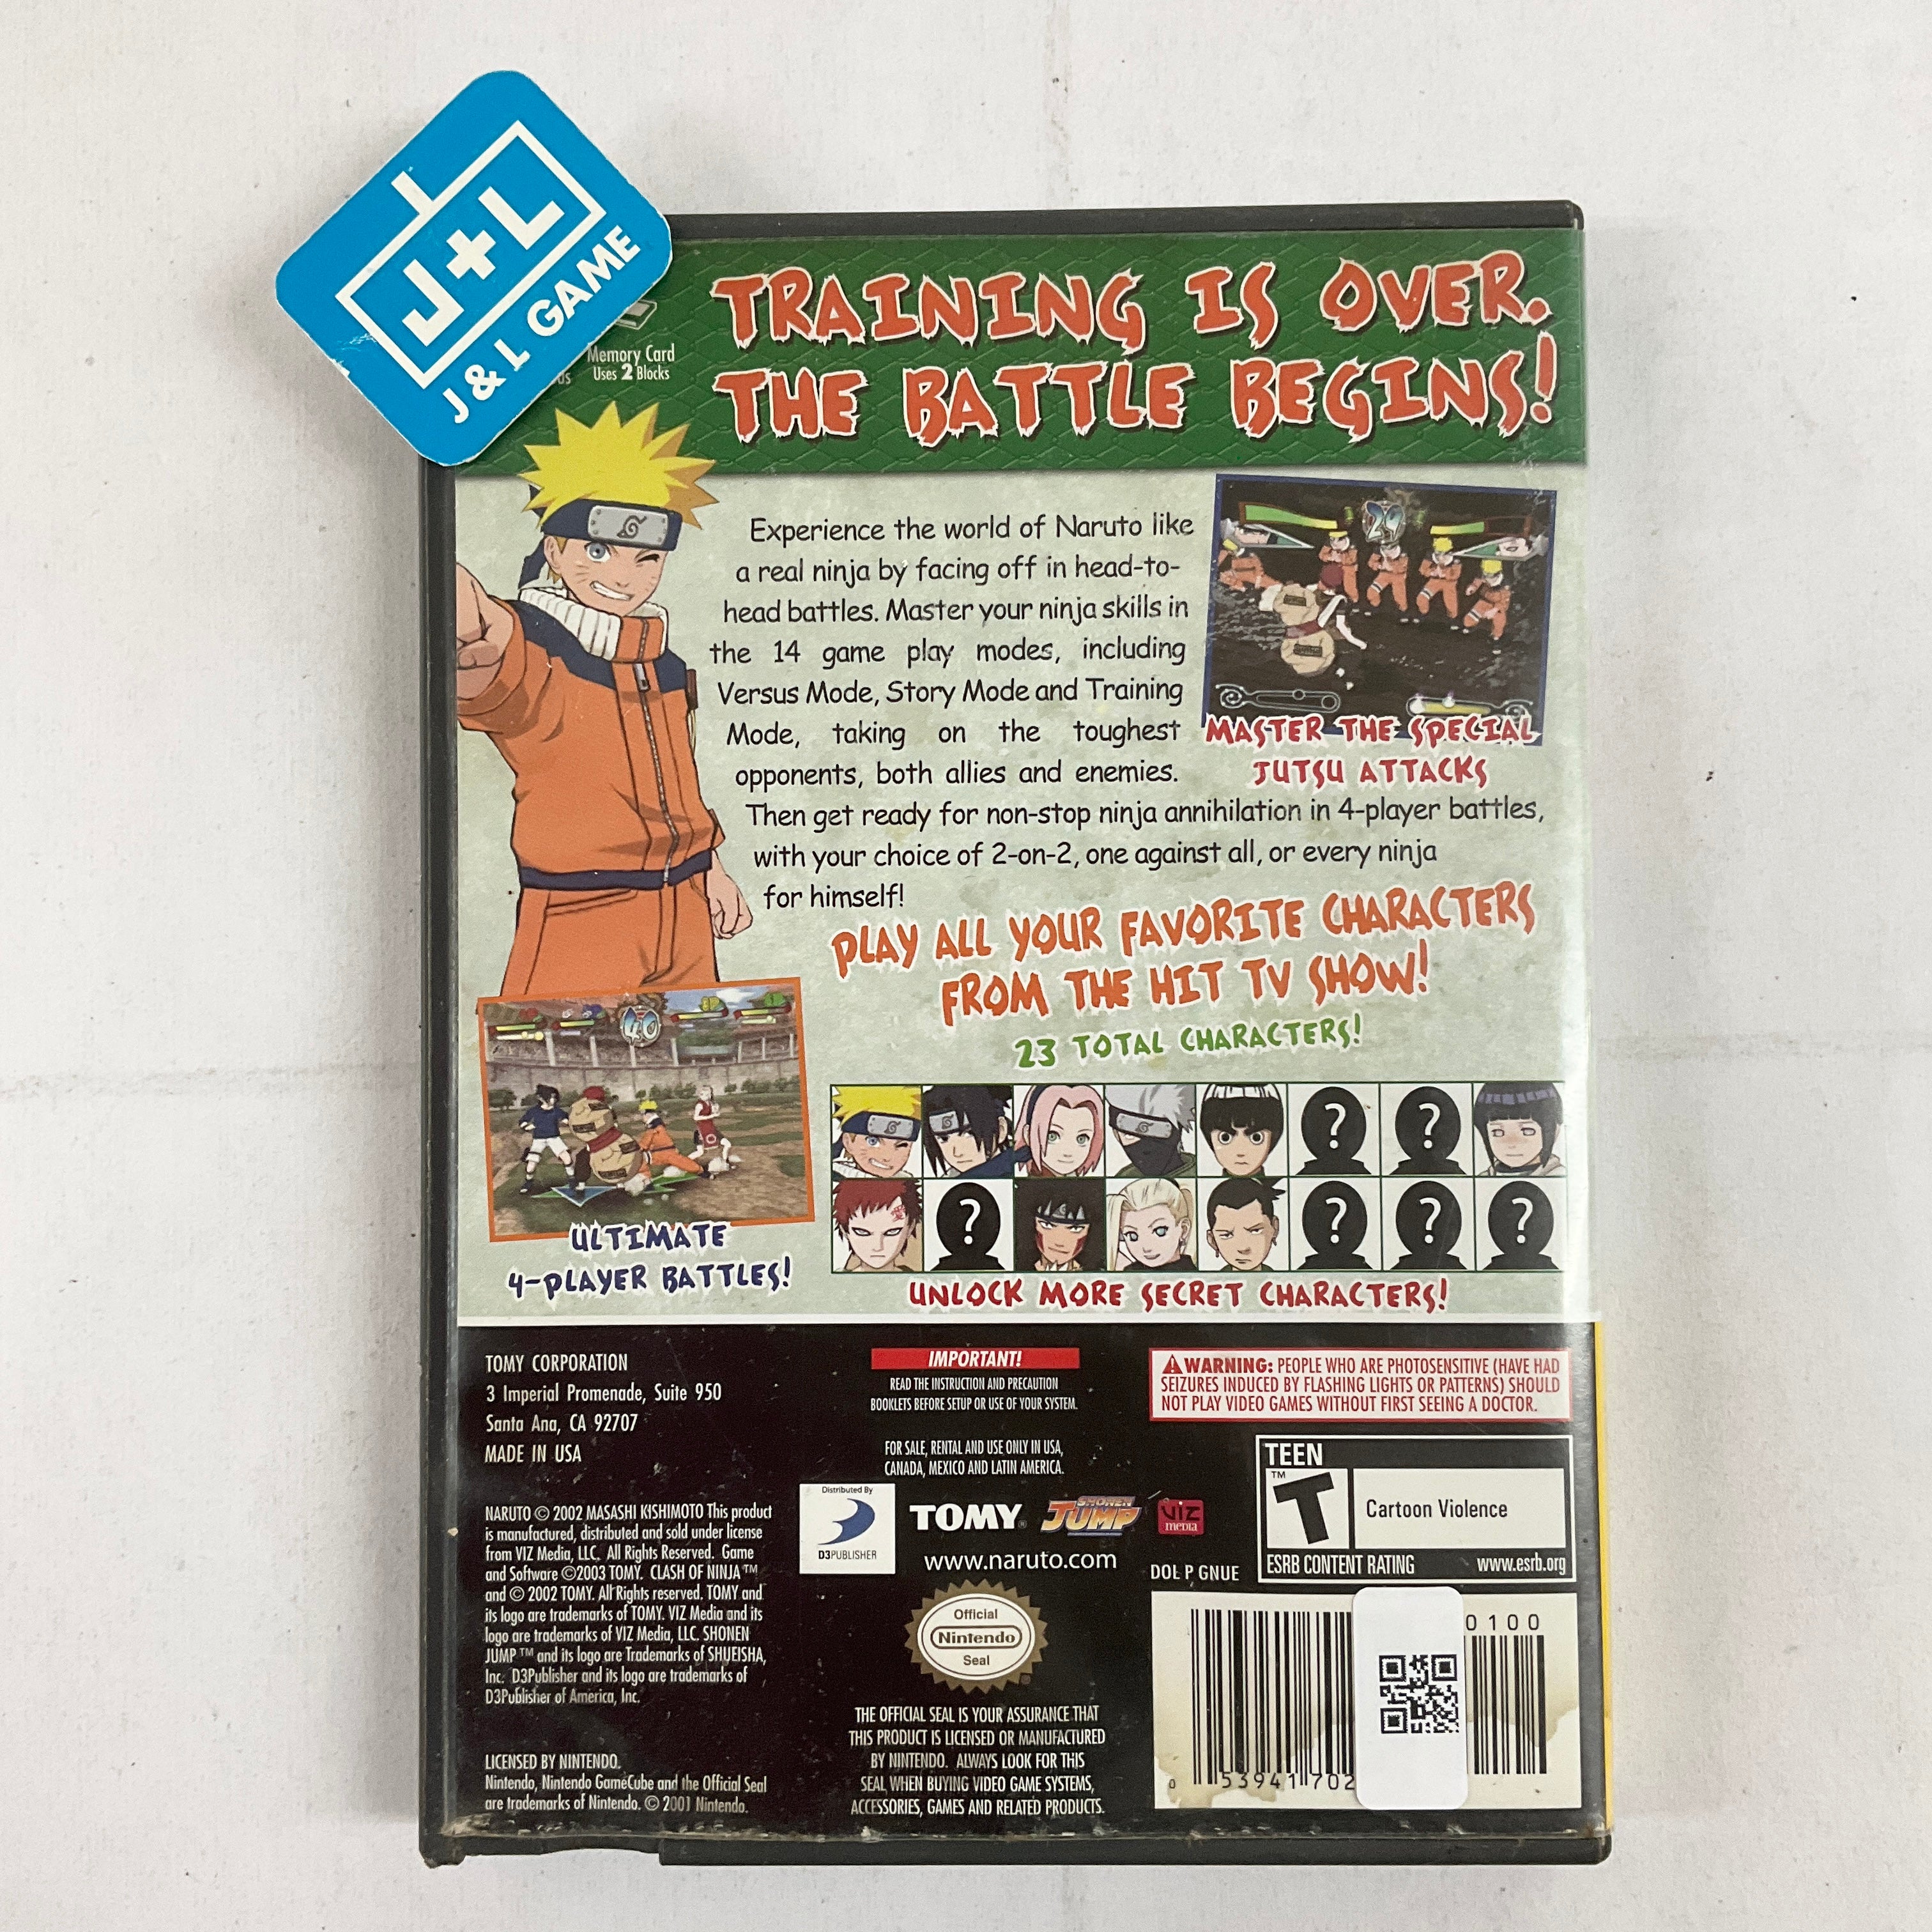 J+L
J & L GAME
Memory Card
Uses 2 Blocks
TRAINING IS OVER.
THE BATTLE BEGINS!
Experience the world of Naruto like
a real ninja by facing off in head-to-
head battles. Master your ninja skills in
the 14 game play modes, including
Versus Mode, Story Mode and Training
Mode, taking on the toughest
opponents, both allies and enemies.
Then get ready for non-stop ninja annihilation in 4-player battles,
with your choice of 2-on-2, one against all, or every ninja
for himself!
29
MASTER THE SPECIAL
JUTSU ATTACKS
PLAY ALL YOUR FAVORITE CHARACTERS
FROM THE HIT TV SHOW!
23 TOTAL CHARACTERS!
40
ULTIMATE
4-PLAYER BATTLES!
? ?
? ? ? ?
UNLOCK MORE SECRET CHARACTERS!
TOMY CORPORATION
3 Imperial Promenade, Suite 950
Santa Ana, CA 92707
MADE IN USA
NARUTO © 2002 MASASHI KISHIMOTO This product
is manufactured, distributed and sold under license
from VIZ Media, LLC. All Rights Reserved. Game
and Software ©2003 TOMY. CLASH OF NINJA ™
and © 2002 TOMY. All Rights reserved. TOMY and
its logo are trademarks of TOMY. VIZ Media and its
logo are trademarks of VIZ Media, LLC. SHONEN
JUMP ™ and its logo are Trademarks of SHUEISHA,
Inc. D3Publisher and its logo are trademarks of
D3Publisher of America, Inc.
LICENSED BY NINTENDO.
Nintendo, Nintendo GameCube and the Official Seal
are trademarks of Nintendo. © 2001 Nintendo.
IMPORTANT!
READ THE INSTRUCTION AND PRECAUTION
BOOKLETS BEFORE SETUP OR USE OF YOUR SYSTEM.
FOR SALE, RENTAL AND USE ONLY IN USA,
CANADA, MEXICO AND LATIN AMERICA.
Distributed By
D3PUBLISHER
TOMY®
SHONEN
JUMP
VIZ
media
www.naruto.com
Official
Nintendo
Seal
®
THE OFFICIAL SEAL IS YOUR ASSURANCE THAT
THIS PRODUCT IS LICENSED OR MANUFACTURED
BY NINTENDO. ALWAYS LOOK FOR THIS
SEAL WHEN BUYING VIDEO GAME SYSTEMS,
ACCESSORIES, GAMES AND RELATED PRODUCTS.
WARNING: PEOPLE WHO ARE PHOTOSENSITIVE (HAVE HAD
SEIZURES INDUCED BY FLASHING LIGHTS OR PATTERNS) SHOULD
NOT PLAY VIDEO GAMES WITHOUT FIRST SEEING A DOCTOR.
TEEN
T™
Cartoon Violence
ESRB CONTENT RATING www.esrb.org
DOL P GNUE
0100
0 53941 702